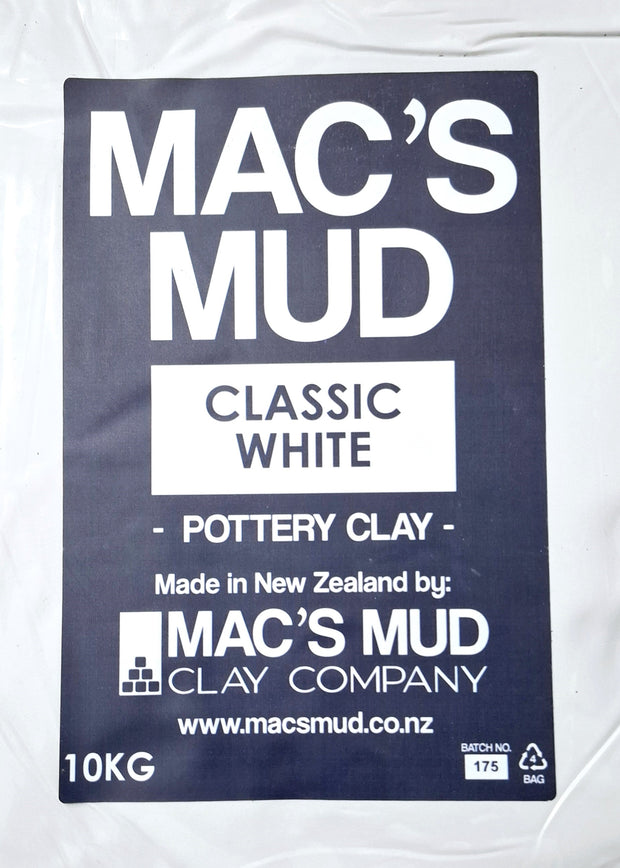 MAC'S
MUD
CLASSIC
WHITE
- POTTERY CLAY -
Made in New Zealand by:
MAC'S MUD
CLAY COMPANY
www.macsmud.co.nz
10KG
BATCH NO.
175
4
BAG